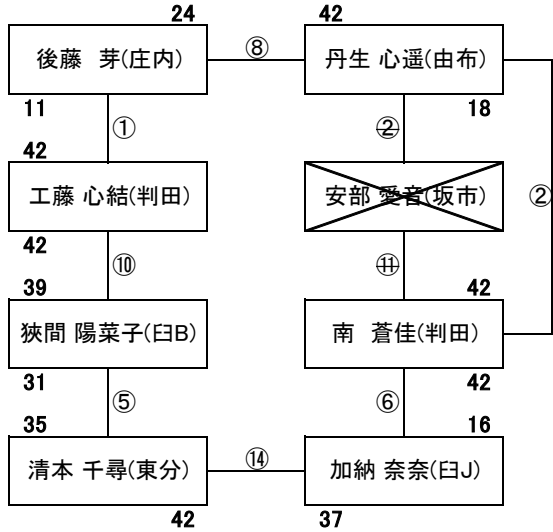 24 42
後藤 芽(庄内) ⑧ 丹生 心遥(由布)
11 ① ② 18
42
工藤 心結(判田) 安部 愛音(坂市) ②
42 ⑩ ⑪ 42
39
狹間 陽菜子(臼B) 南 蒼佳(判田)
31 ⑤ ⑥ 42
35 16
清本 千尋(東分) ⑭ 加納 奈奈(臼J)
42 37